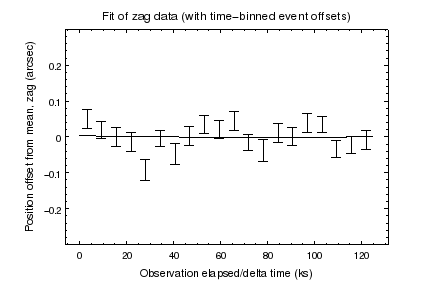 Fit of zag data (with time-binned event offsets)
Position offset from mean, zag (arcsec)
0.2
0.1
0
-0.1
-0.2
0 20 40 60 80 100 120
Observation elapsed/delta time (ks)